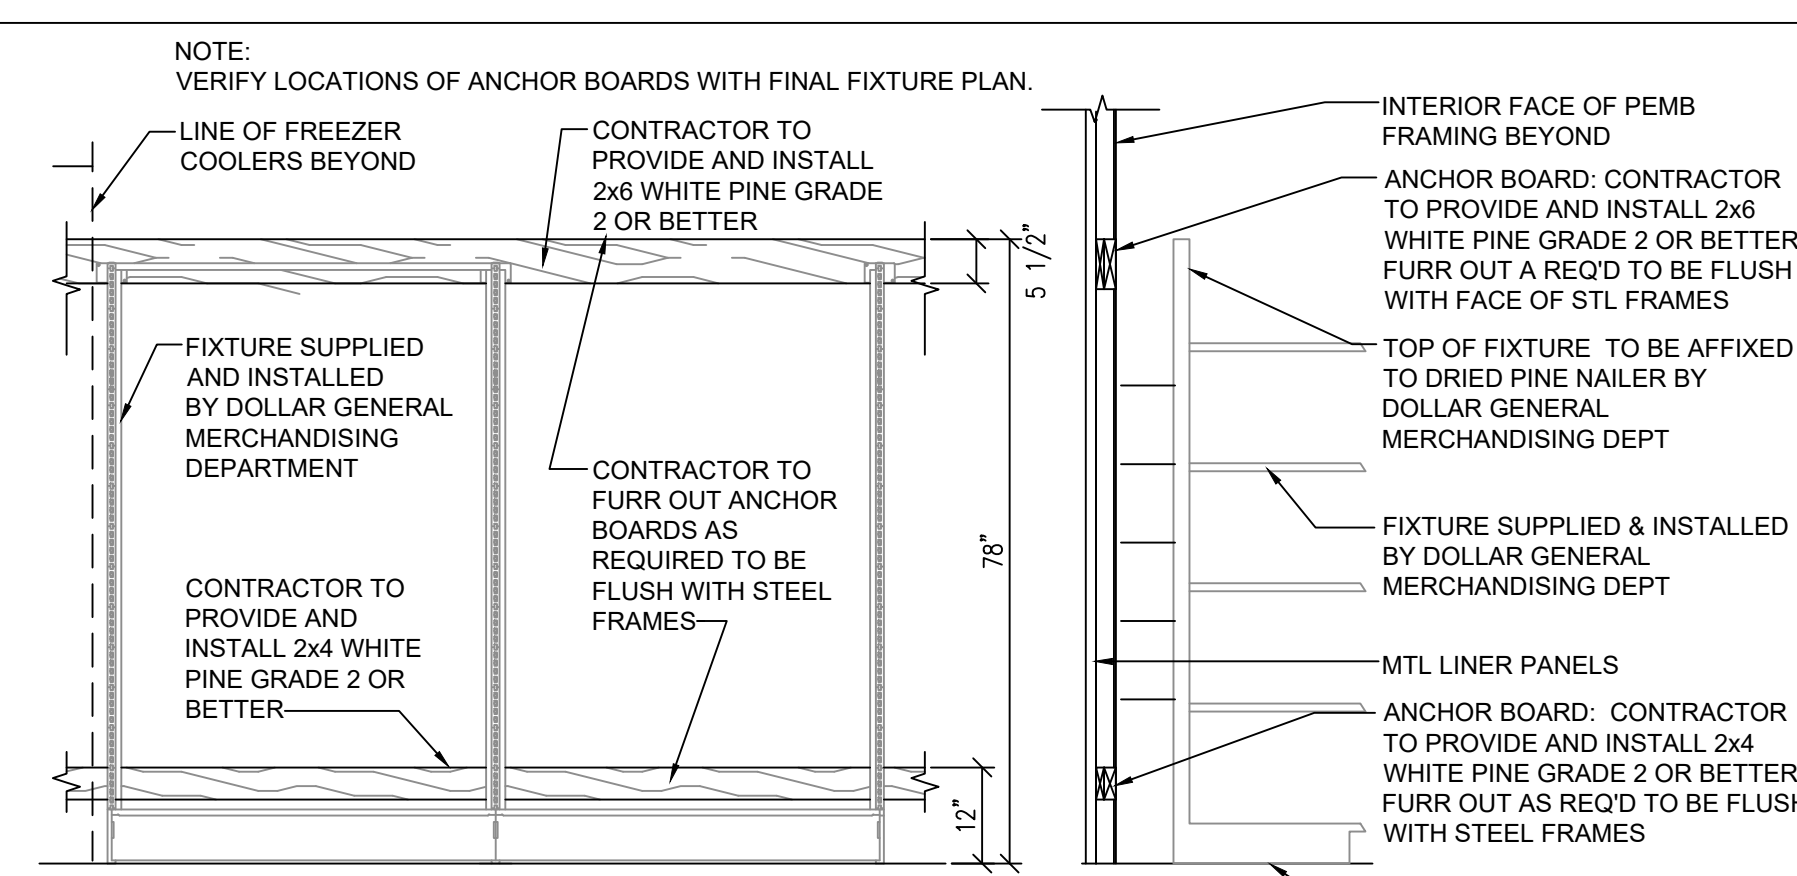 NOTE:
VERIFY LOCATIONS OF ANCHOR BOARDS WITH FINAL FIXTURE PLAN.
LINE OF FREEZER
COOLERS BEYOND
CONTRACTOR TO
PROVIDE AND INSTALL
2x6 WHITE PINE GRADE
2 OR BETTER
FIXTURE SUPPLIED
AND INSTALLED
BY DOLLAR GENERAL
MERCHANDISING
DEPARTMENT
CONTRACTOR TO
FURR OUT ANCHOR
BOARDS AS
REQUIRED TO BE
FLUSH WITH STEEL
FRAMES
CONTRACTOR TO
PROVIDE AND
INSTALL 2x4 WHITE
PINE GRADE 2 OR
BETTER
5 1/2"
78"
12"
INTERIOR FACE OF PEMB
FRAMING BEYOND
ANCHOR BOARD: CONTRACTOR
TO PROVIDE AND INSTALL 2x6
WHITE PINE GRADE 2 OR BETTER
FURR OUT A REQ'D TO BE FLUSH
WITH FACE OF STL FRAMES
TOP OF FIXTURE TO BE AFFIXED
TO DRIED PINE NAILER BY
DOLLAR GENERAL
MERCHANDISING DEPT
FIXTURE SUPPLIED & INSTALLED
BY DOLLAR GENERAL
MERCHANDISING DEPT
MTL LINER PANELS
ANCHOR BOARD: CONTRACTOR
TO PROVIDE AND INSTALL 2x4
WHITE PINE GRADE 2 OR BETTER
FURR OUT AS REQ'D TO BE FLUSH
WITH STEEL FRAMES